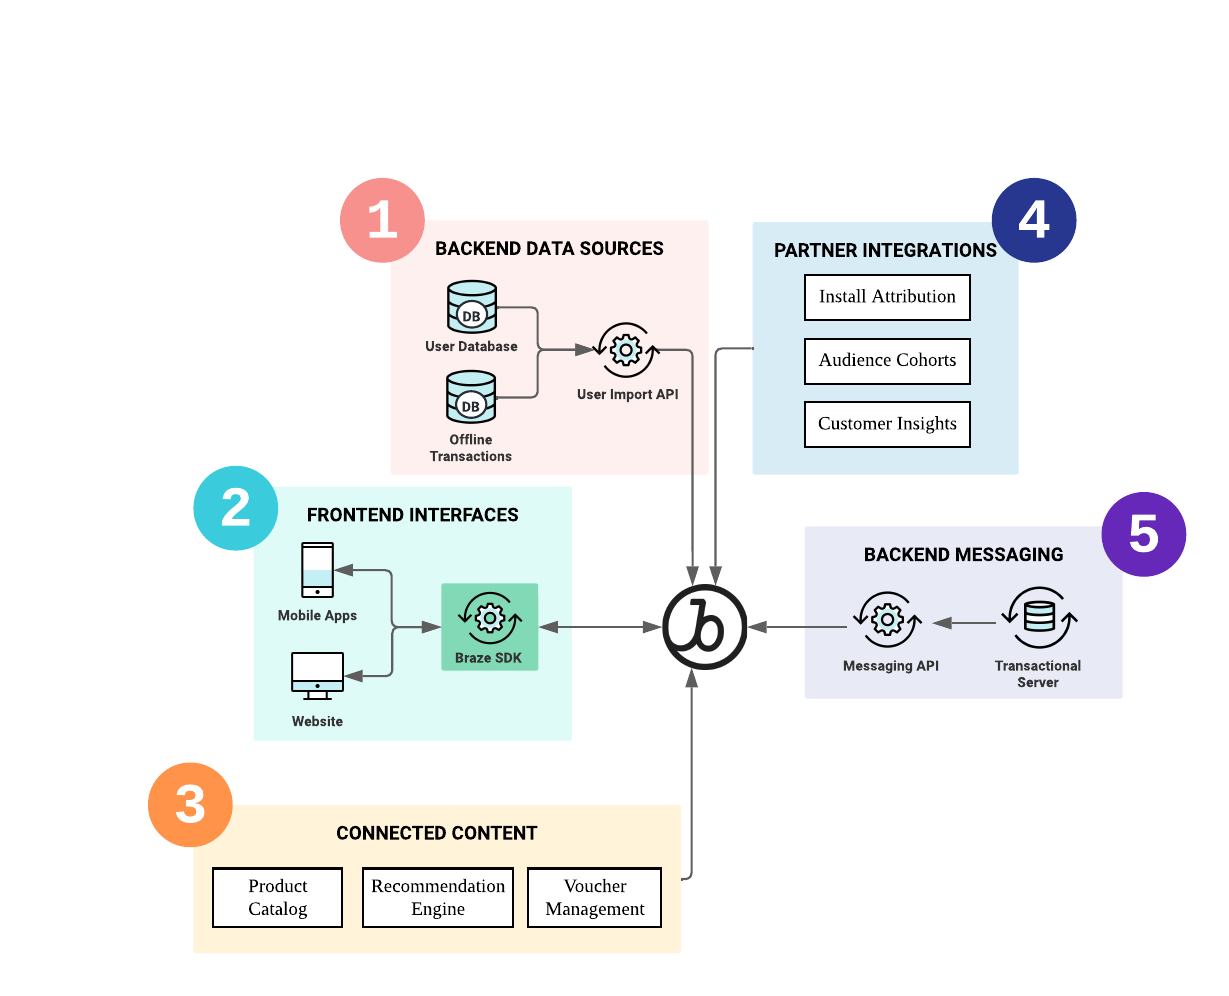 1
BACKEND DATA SOURCES
DB
User Database
DB
Offline
Transactions
User Import API
4
PARTNER INTEGRATIONS
Install Attribution
Audience Cohorts
Customer Insights
2
FRONTEND INTERFACES
Mobile Apps
Website
Braze SDK
b
5
BACKEND MESSAGING
Messaging API
Transactional
Server
3
CONNECTED CONTENT
Product
Catalog
Recommendation
Engine
Voucher
Management